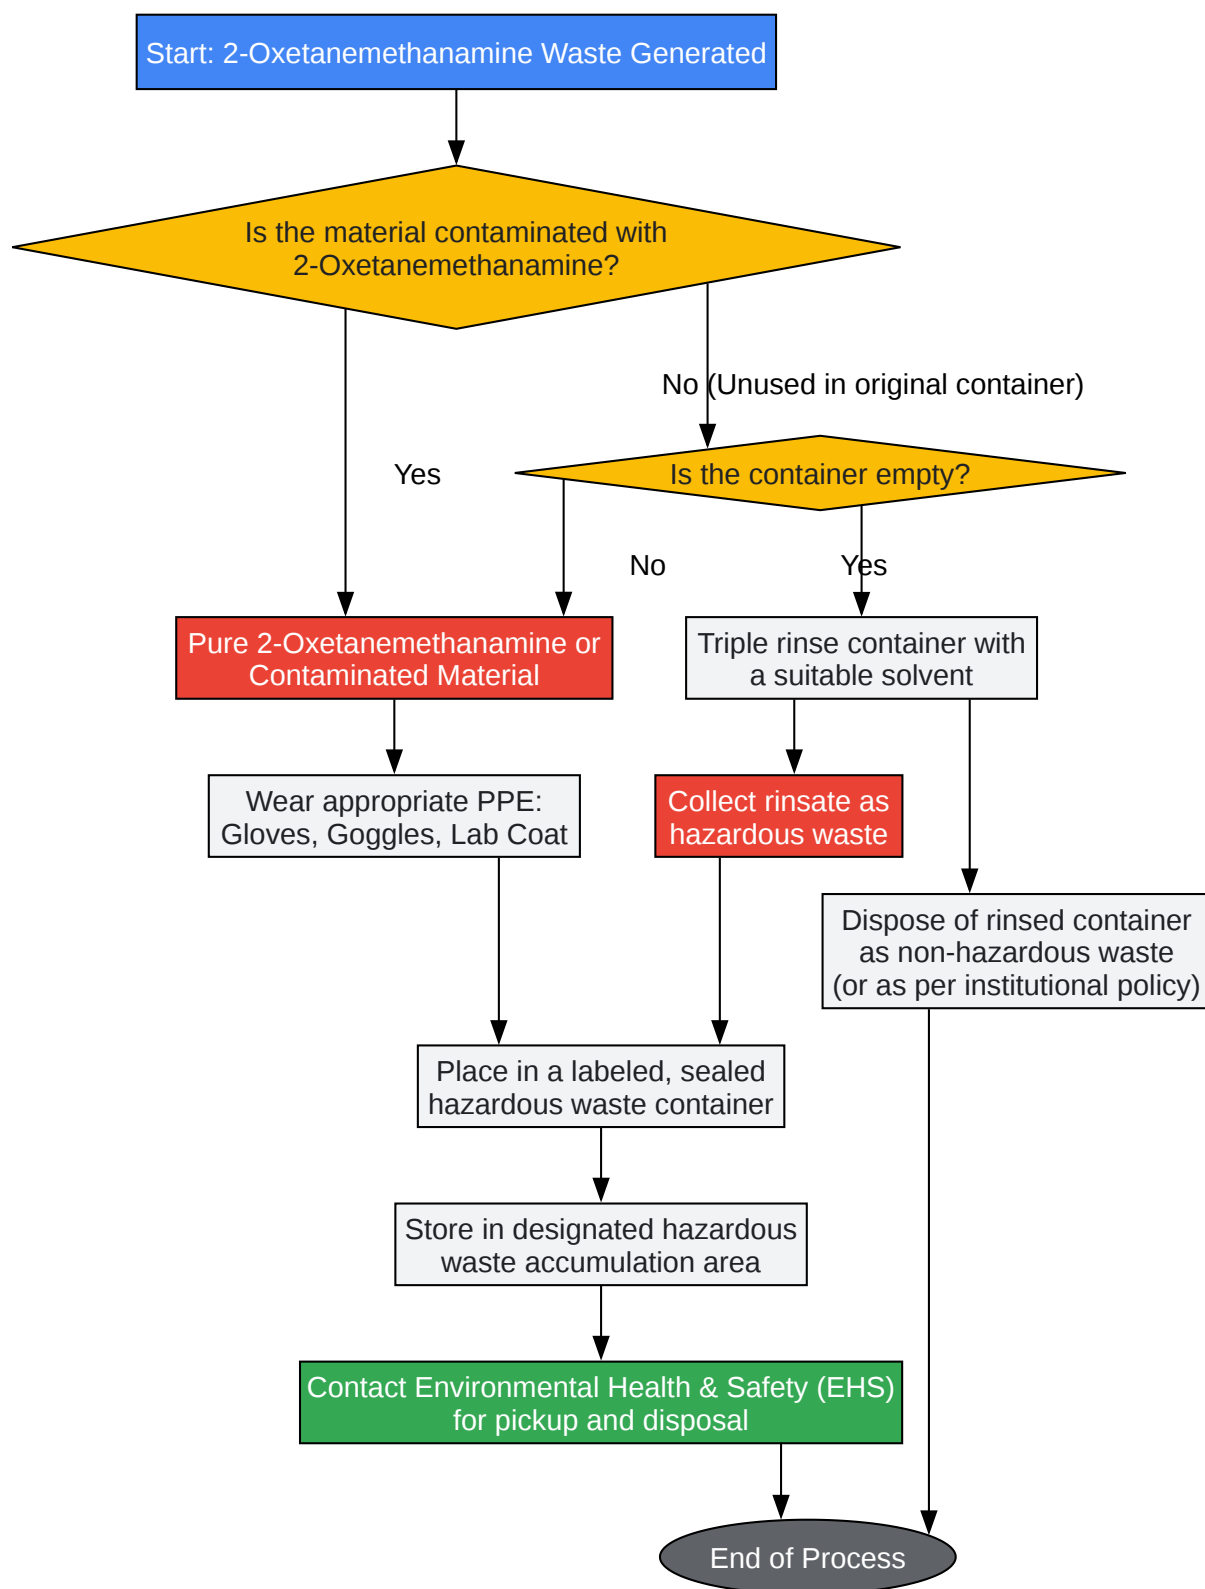 Start: 2-Oxetanemethanamine Waste Generated
Is the material contaminated with
2-Oxetanemethanamine?
No (Unused in original container)
Yes
Is the container empty?
No
Yes
Pure 2-Oxetanemethanamine or
Contaminated Material
Triple rinse container with
a suitable solvent
Wear appropriate PPE:
Gloves, Goggles, Lab Coat
Collect rinsate as
hazardous waste
Dispose of rinsed container
as non-hazardous waste
(or as per institutional policy)
Place in a labeled, sealed
hazardous waste container
Store in designated hazardous
waste accumulation area
Contact Environmental Health & Safety (EHS)
for pickup and disposal
End of Process